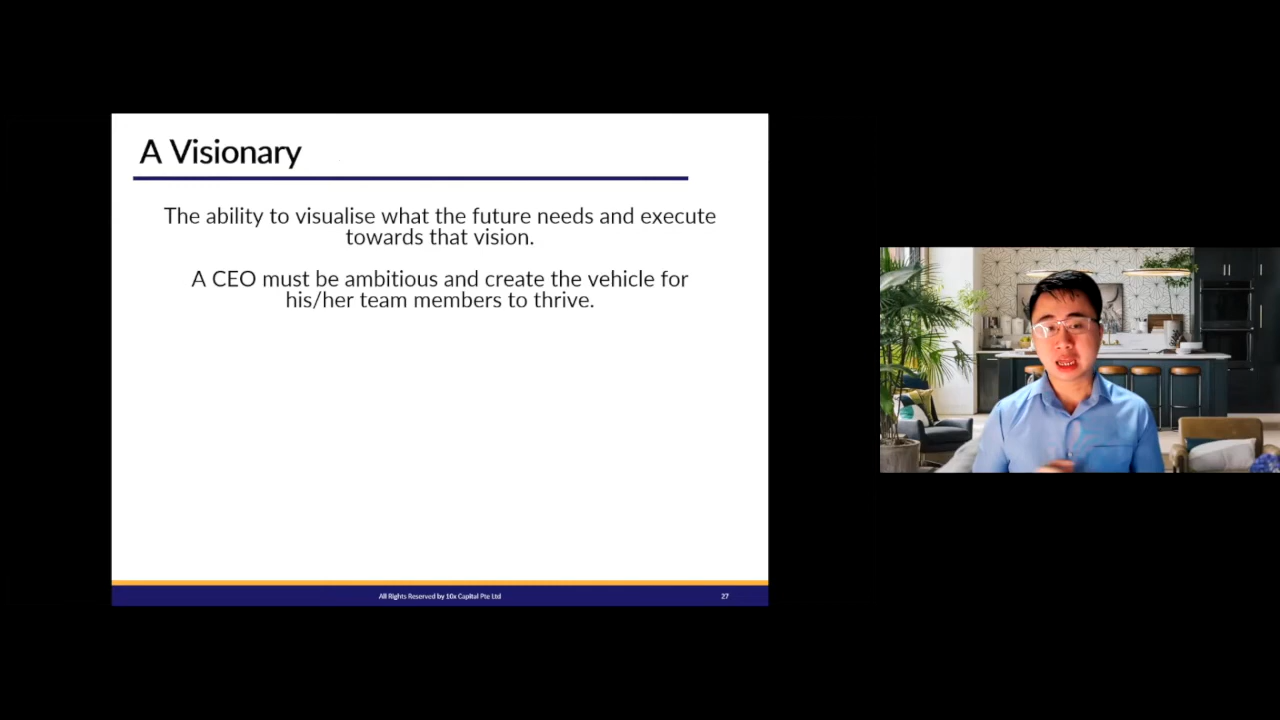 A Visionary
The ability to visualise what the future needs and execute
towards that vision.
A CEO must be ambitious and create the vehicle for
his/her team members to thrive.
All Rights Reserved by 10x Capital Pte Ltd
27